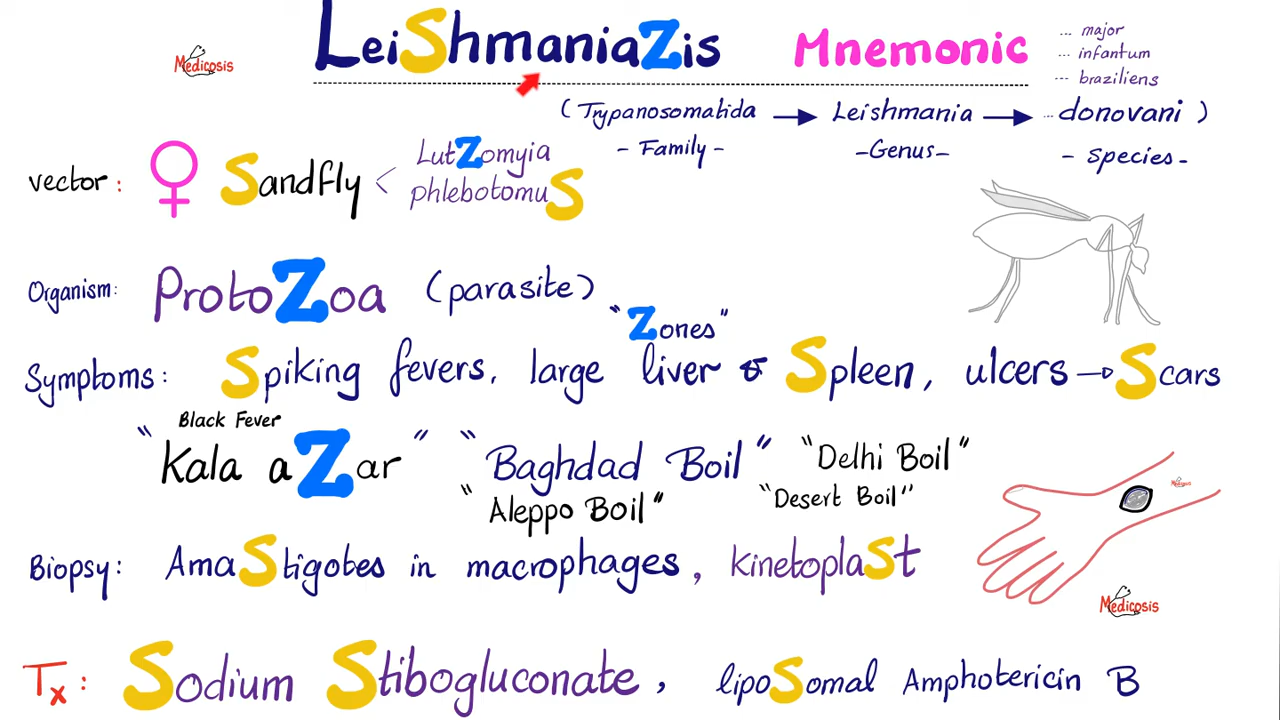 LeiShmaniaZis Mnemonic
... major
... infantum
... braziliens
Medicosis
(Trypanosomatida → Leishmania → ...donovani)
- Family - -Genus- - species -
vector: ♀ Sandfly < LutZomyia
phlebotomuS
Organism: ProtoZoa (parasite)
"Zones"
Symptoms: Spiking fevers, large liver & Spleen, ulcers → Scars
Black Fever
"Kala aZar" "Baghdad Boil" "Delhi Boil"
"Aleppo Boil" "Desert Boil"
Medicosis
Biopsy: AmaStigotes in macrophages, kinetoplaSt
Medicosis
Tx: Sodium Stibogluconate, lipoSomal Amphotericin B